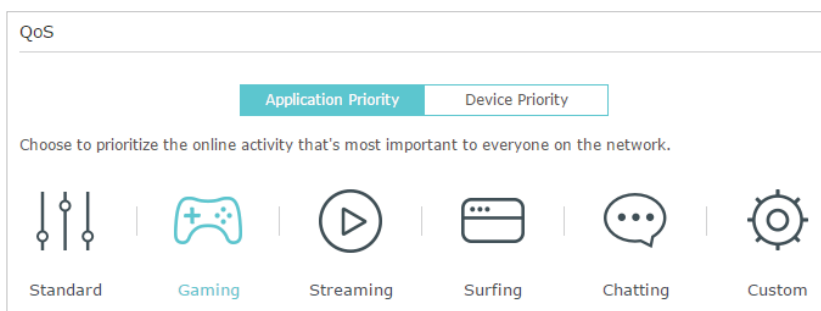 QoS
Application Priority Device Priority
Choose to prioritize the online activity that's most important to everyone on the network.
Standard Gaming Streaming Surfing Chatting Custom